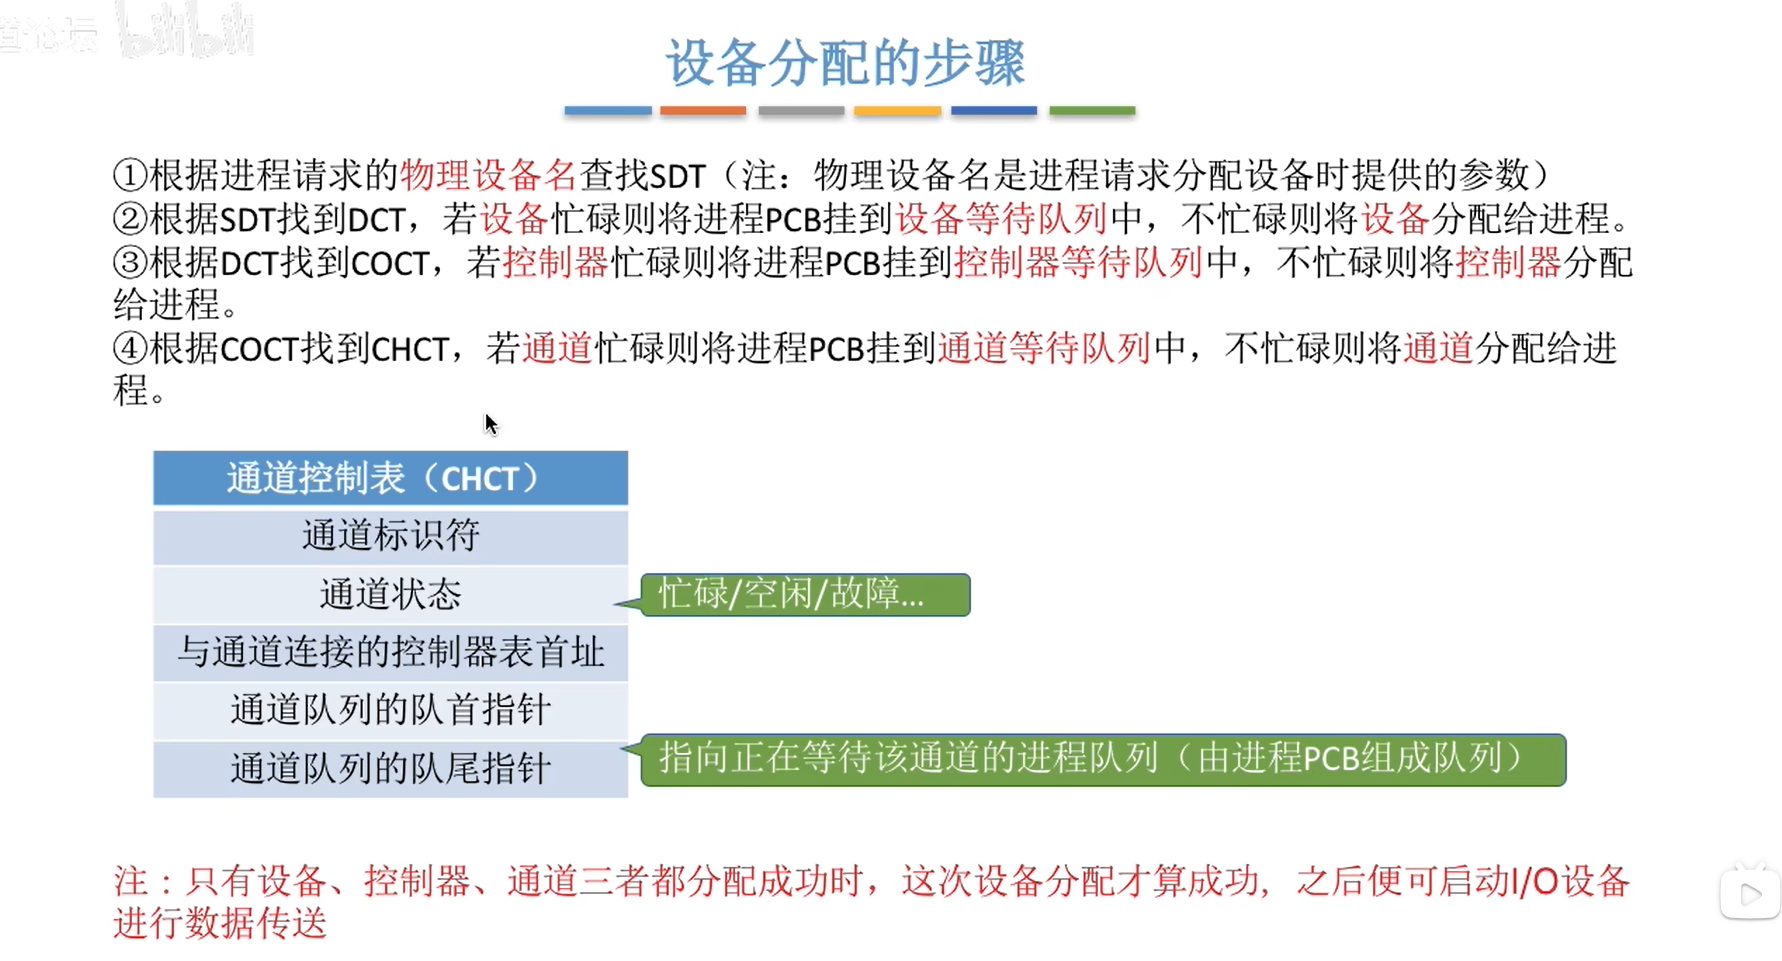 道论坛 bilibili
设备分配的步骤
①根据进程请求的物理设备名查找SDT（注：物理设备名是进程请求分配设备时提供的参数）
②根据SDT找到DCT，若设备忙碌则将进程PCB挂到设备等待队列中，不忙碌则将设备分配给进程。
③根据DCT找到COCT，若控制器忙碌则将进程PCB挂到控制器等待队列中，不忙碌则将控制器分配
给进程。
④根据COCT找到CHCT，若通道忙碌则将进程PCB挂到通道等待队列中，不忙碌则将通道分配给进
程。
通道控制表（CHCT）
通道标识符
通道状态
忙碌/空闲/故障...
与通道连接的控制器表首址
通道队列的队首指针
通道队列的队尾指针
指向正在等待该通道的进程队列（由进程PCB组成队列）
注：只有设备、控制器、通道三者都分配成功时，这次设备分配才算成功，之后便可启动I/O设备
进行数据传送